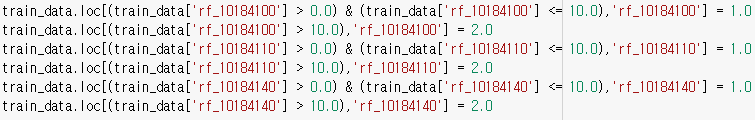 train_data.loc[(train_data['rf_10184100'] > 0.0) & (train_data['rf_10184100'] <= 10.0),'rf_10184100'] = 1.0
train_data.loc[(train_data['rf_10184100'] > 10.0),'rf_10184100'] = 2.0
train_data.loc[(train_data['rf_10184110'] > 0.0) & (train_data['rf_10184110'] <= 10.0),'rf_10184110'] = 1.0
train_data.loc[(train_data['rf_10184110'] > 10.0),'rf_10184110'] = 2.0
train_data.loc[(train_data['rf_10184140'] > 0.0) & (train_data['rf_10184140'] <= 10.0),'rf_10184140'] = 1.0
train_data.loc[(train_data['rf_10184140'] > 10.0),'rf_10184140'] = 2.0